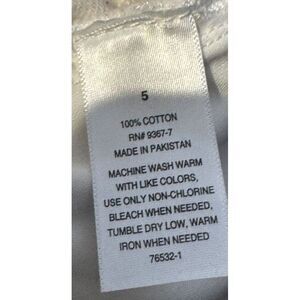 5
100% COTTON
RN# 9367-7
MADE IN PAKISTAN
MACHINE WASH WARM
WITH LIKE COLORS,
USE ONLY NON-CHLORINE
BLEACH WHEN NEEDED,
TUMBLE DRY LOW, WARM
IRON WHEN NEEDED
76532-1